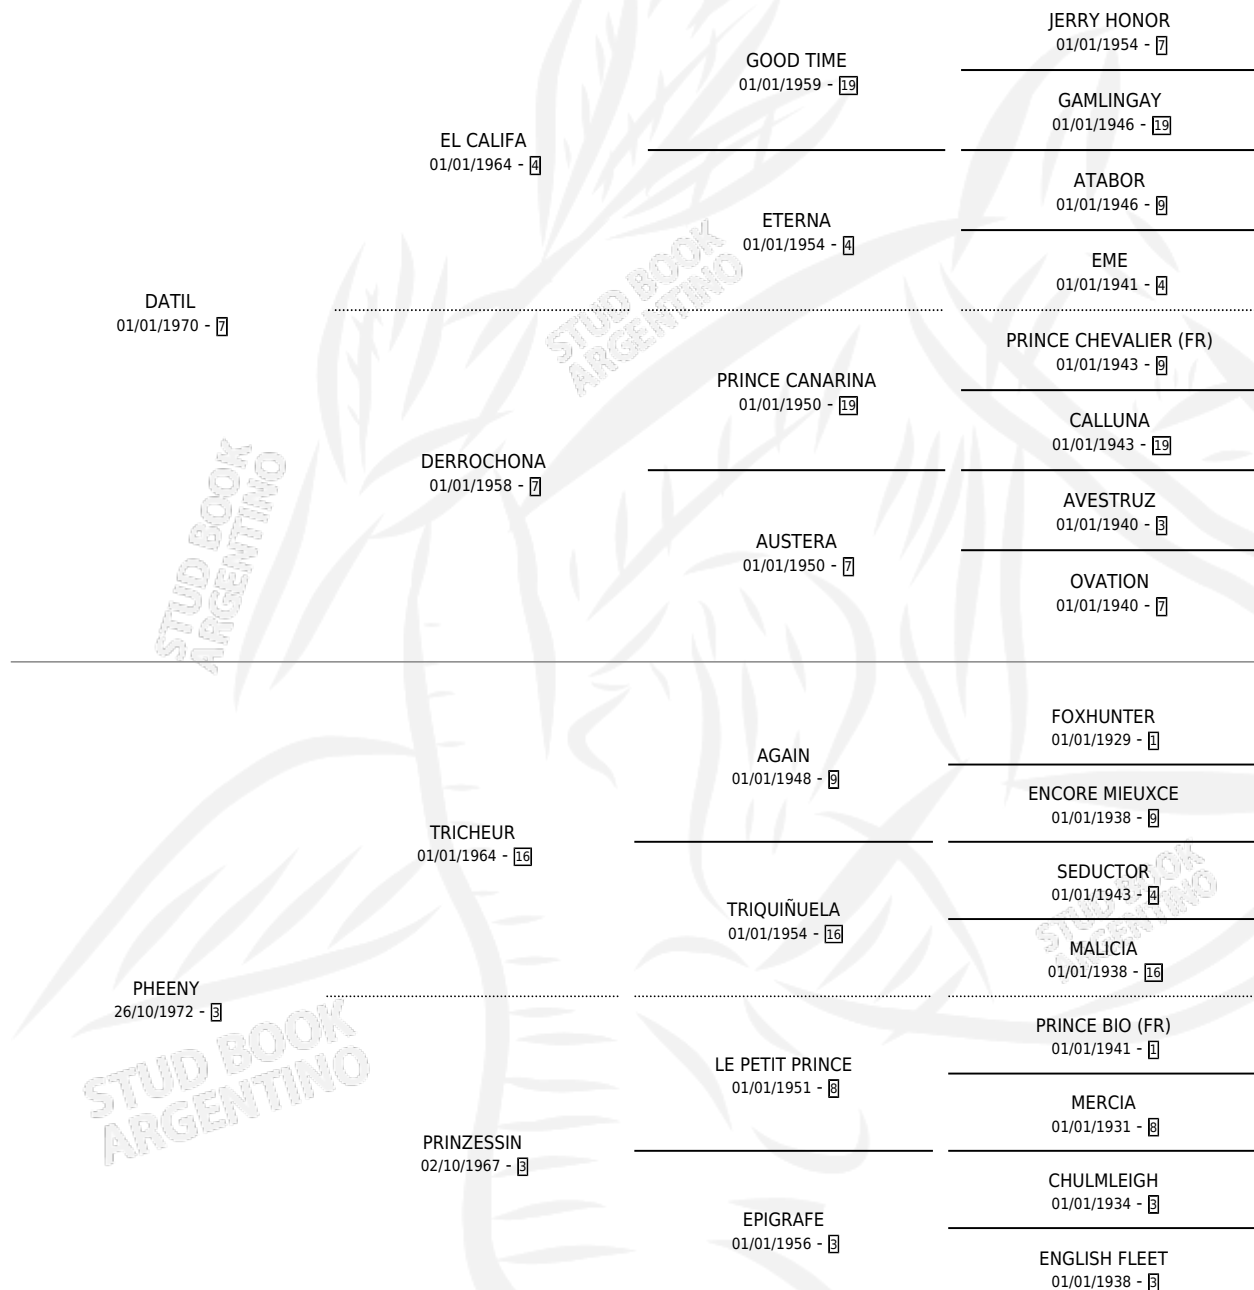 JERRY HONOR
01/01/1954 - 7
GOOD TIME
01/01/1959 - 19
GAMLINGAY
01/01/1946 - 19
EL CALIFA
01/01/1964 - 4
ATABOR
01/01/1946 - 9
ETERNA
01/01/1954 - 4
EME
01/01/1941 - 4
DATIL
01/01/1970 - 7
PRINCE CHEVALIER (FR)
01/01/1943 - 9
PRINCE CANARINA
01/01/1950 - 19
CALLUNA
01/01/1943 - 19
DERROCHONA
01/01/1958 - 7
AVESTRUZ
01/01/1940 - 3
AUSTERA
01/01/1950 - 7
OVATION
01/01/1940 - 7
FOXHUNTER
01/01/1929 - 1
AGAIN
01/01/1948 - 9
ENCORE MIEUXCE
01/01/1938 - 9
TRICHEUR
01/01/1964 - 16
SEDUCTOR
01/01/1943 - 4
TRIQUIÑUELA
01/01/1954 - 16
MALICIA
01/01/1938 - 16
PHEENY
26/10/1972 - 3
PRINCE BIO (FR)
01/01/1941 - 1
LE PETIT PRINCE
01/01/1951 - 8
MERCIA
01/01/1931 - 8
PRINZESSIN
02/10/1967 - 3
CHULMLEIGH
01/01/1934 - 3
EPIGRAFE
01/01/1956 - 3
ENGLISH FLEET
01/01/1938 - 3
STUD BOOK
ARGENTINO
STUD BOOK
ARGENTINO
STUD BOOK
ARGENTINO
STUD BOOK
ARGENTINO